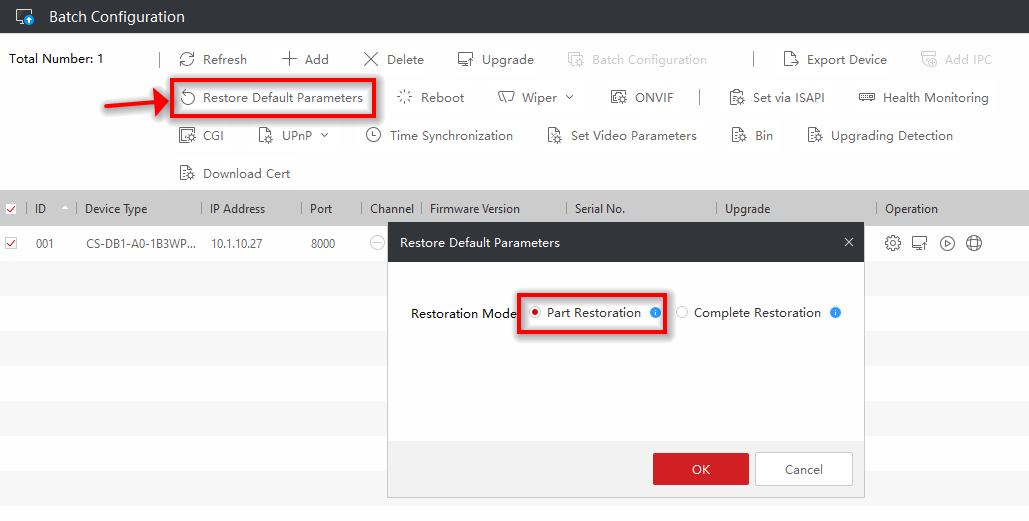 Batch Configuration
Total Number: 1 Refresh Add Delete Upgrade Batch Configuration Export Device Add IPC
Restore Default Parameters Reboot Wiper ONVIF Set via ISAPI Health Monitoring
CGI UPnP Time Synchronization Set Video Parameters Bin Upgrading Detection
Download Cert
ID Device Type IP Address Port Channel Firmware Version Serial No. Upgrade Operation
001 CS-DB1-A0-1B3WP... 10.1.10.27 8000
Restore Default Parameters
Restoration Mode Part Restoration Complete Restoration
OK Cancel